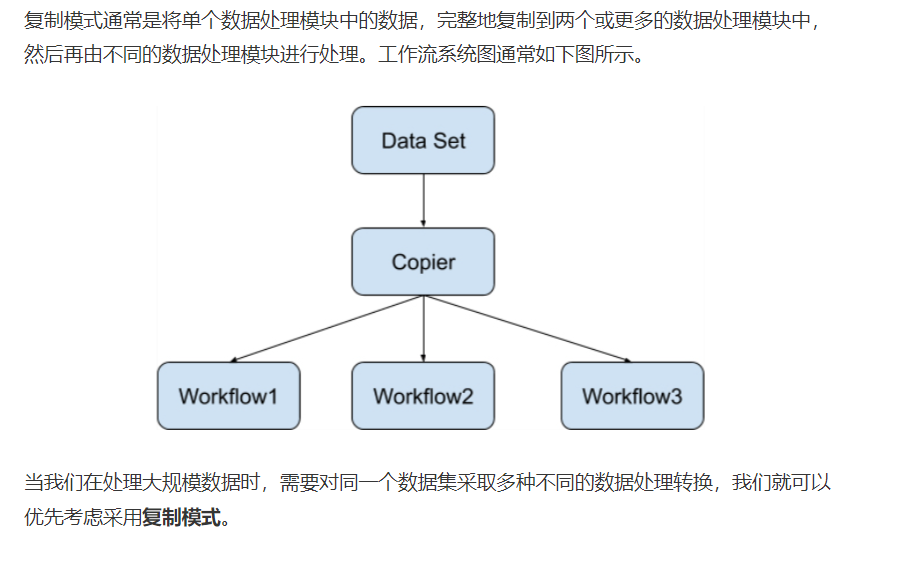 复制模式通常是将单个数据处理模块中的数据，完整地复制到两个或更多的数据处理模块中，
然后再由不同的数据处理模块进行处理。工作流系统图通常如下图所示。
Data Set
Copier
Workflow1
Workflow2
Workflow3
当我们在处理大规模数据时，需要对同一个数据集采取多种不同的数据处理转换，我们就可以
优先考虑采用复制模式。